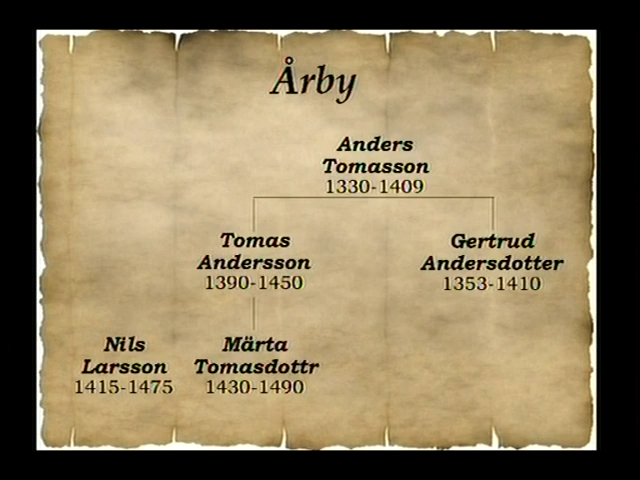 Årby
Anders
Tomasson
1330-1409
Tomas
Andersson
1390-1450
Gertrud
Andersdotter
1353-1410
Nils
Larsson
1415-1475
Märta
Tomasdottr
1430-1490